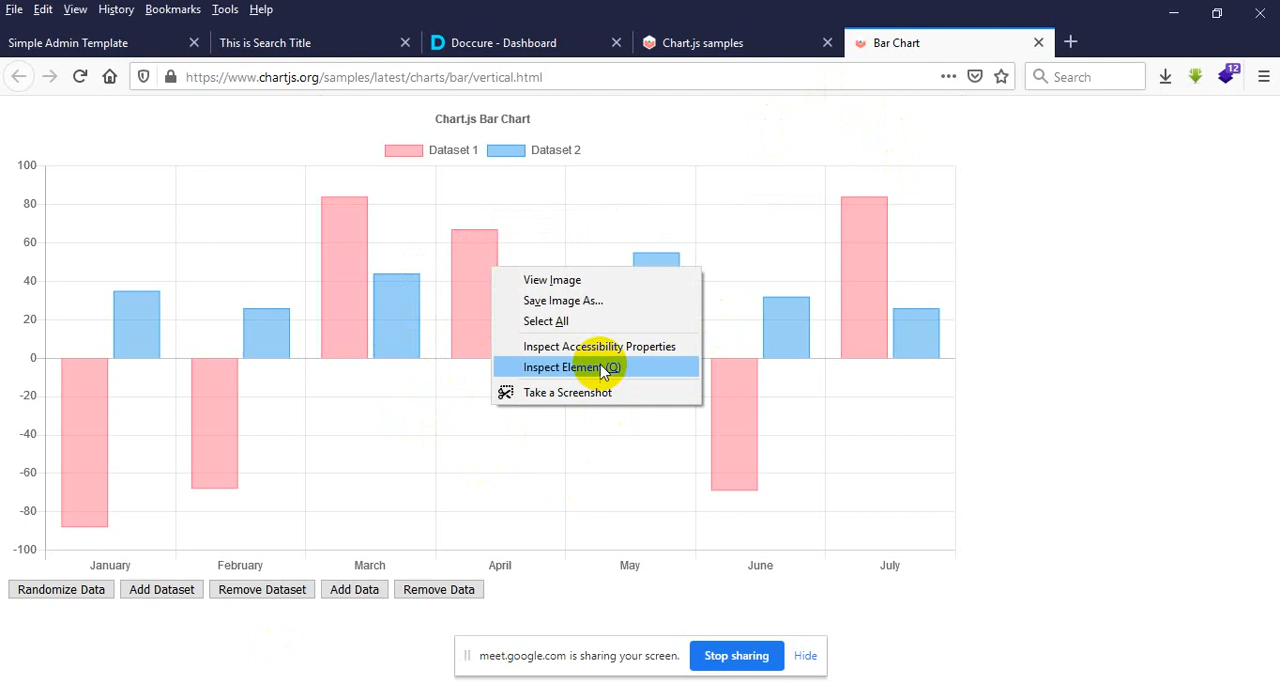 File Edit View History Bookmarks Tools Help
Simple Admin Template This is Search Title Doccure - Dashboard Chart.js samples Bar Chart
https://www.chartjs.org/samples/latest/charts/bar/vertical.html Search 12
Chart.js Bar Chart
Dataset 1 Dataset 2
100
80
60
40
20
0
-20
-40
-60
-80
-100
View Image
Save Image As...
Select All
Inspect Accessibility Properties
Inspect Element (Q)
Take a Screenshot
January February March April May June July
Randomize Data Add Dataset Remove Dataset Add Data Remove Data
meet.google.com is sharing your screen. Stop sharing Hide